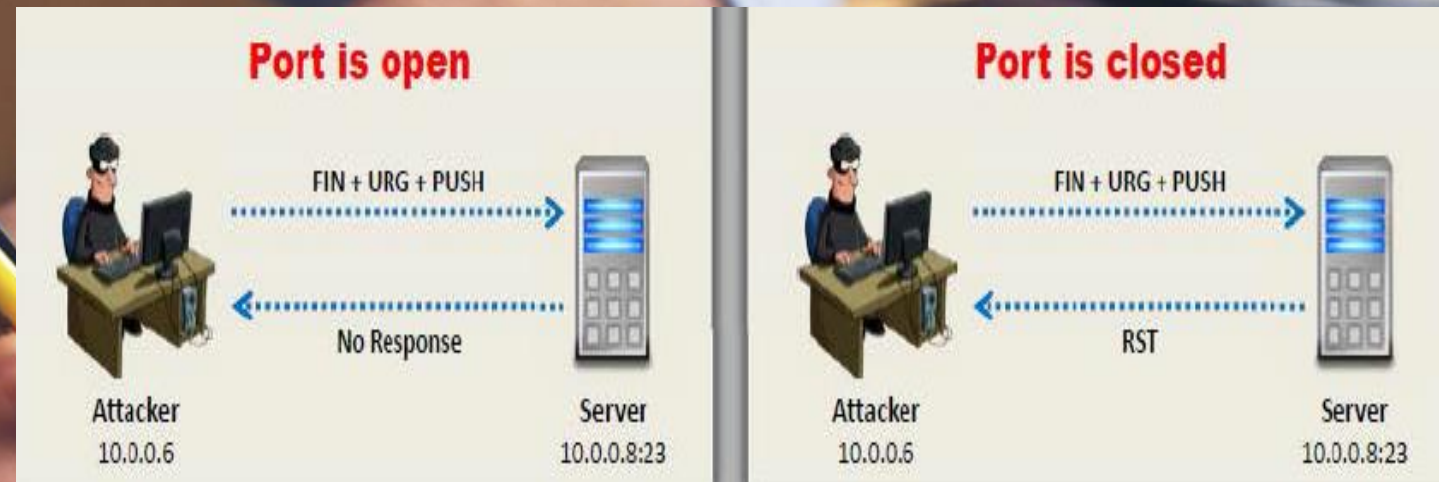 Port is open
FIN + URG + PUSH
No Response
Attacker
10.0.0.6
Server
10.0.0.8:23
Port is closed
FIN + URG + PUSH
RST
Attacker
10.0.0.6
Server
10.0.0.8:23